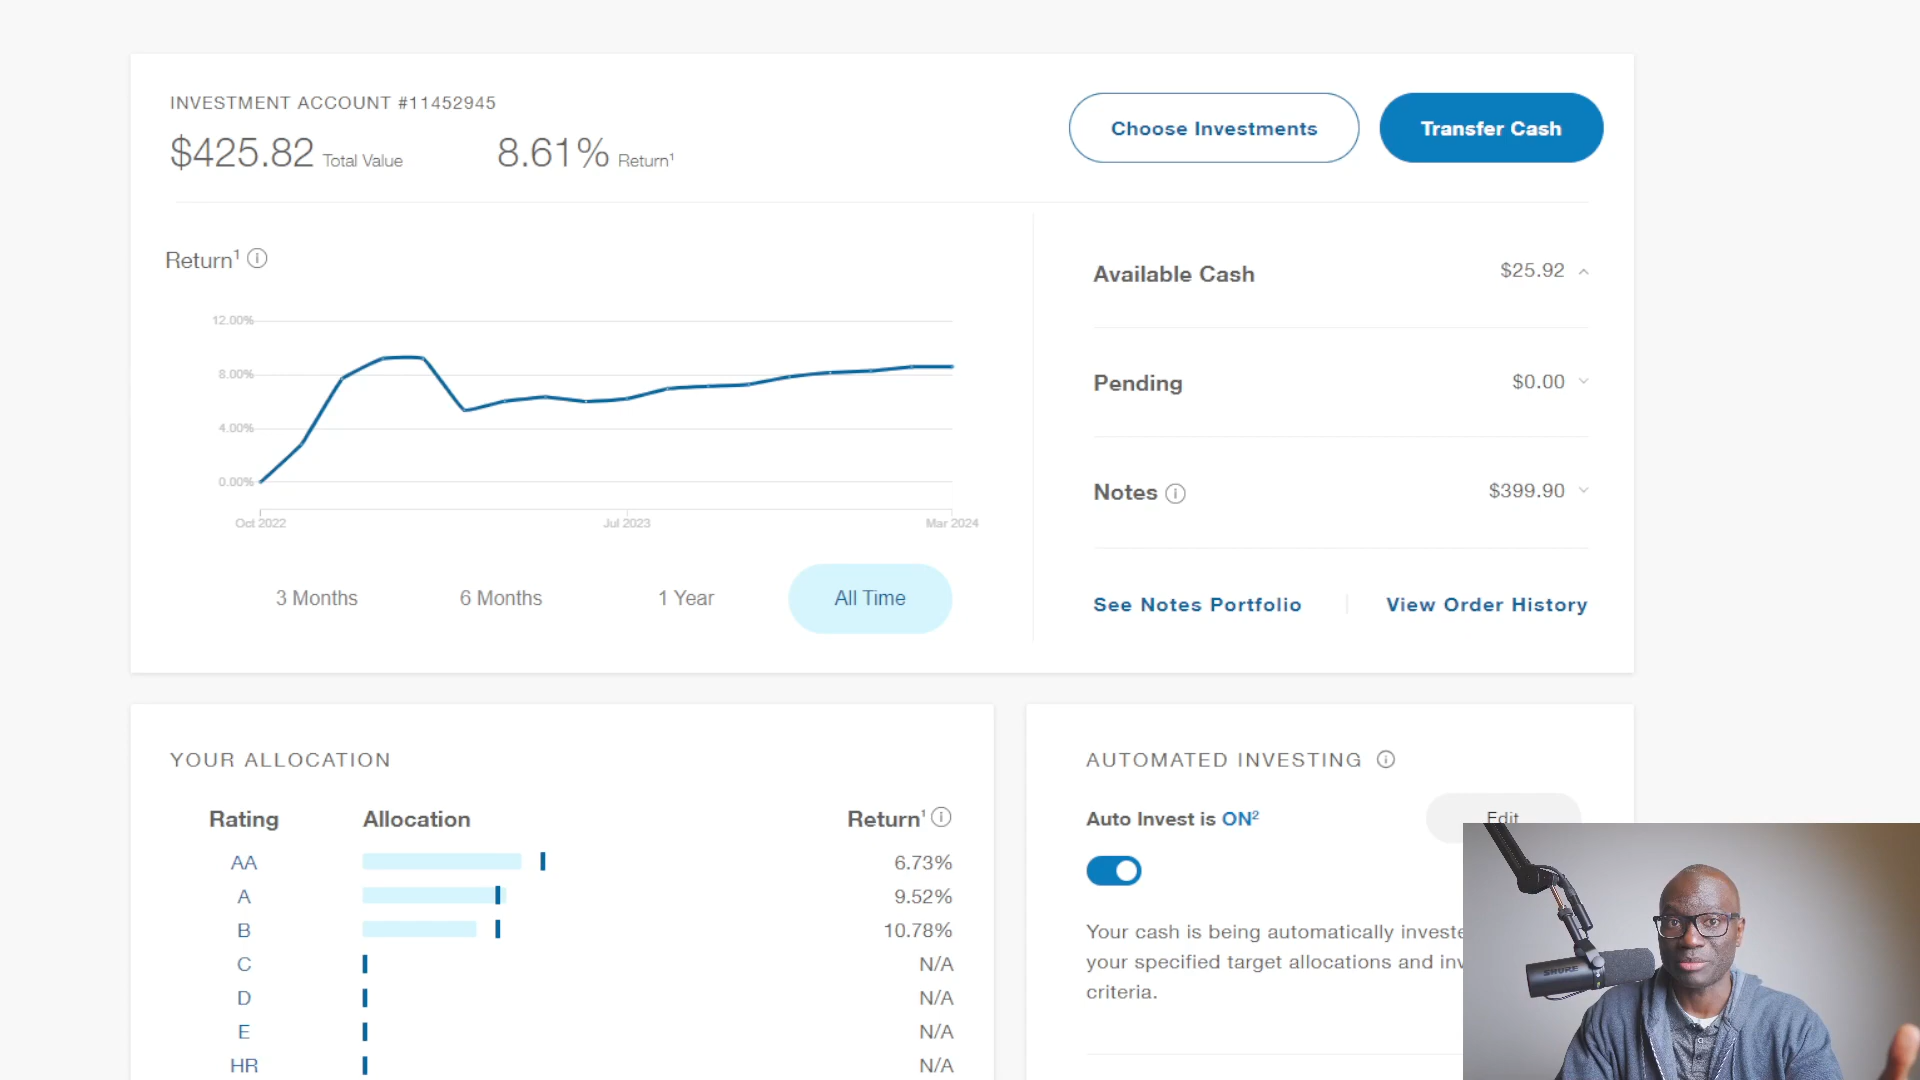 INVESTMENT ACCOUNT #11452945
$425.82 Total Value 8.61% Return¹
Choose Investments
Transfer Cash
Return¹
12.00%
8.00%
4.00%
0.00%
Oct 2022 Jul 2023 Mar 2024
3 Months 6 Months 1 Year All Time
Available Cash $25.92
Pending $0.00
Notes $399.90
See Notes Portfolio View Order History
YOUR ALLOCATION
Rating Allocation Return¹
AA 6.73%
A 9.52%
B 10.78%
C N/A
D N/A
E N/A
HR N/A
AUTOMATED INVESTING
Auto Invest is ON² Edit
Your cash is being automatically investe
your specified target allocations and inv
criteria.
SHURE